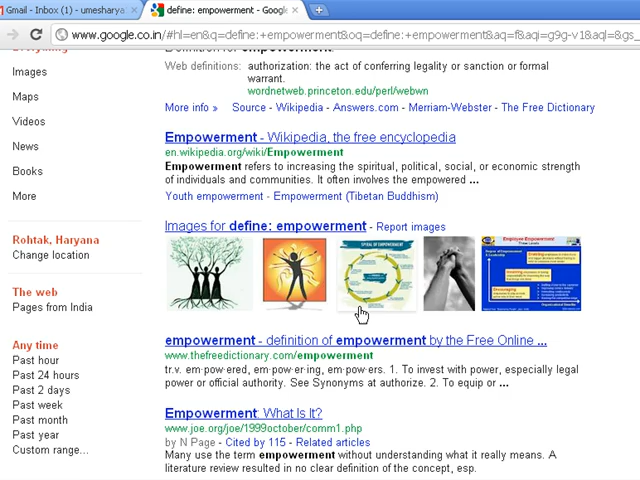 Gmail - Inbox (1) - umesharya
define: empowerment - Googl
www.google.co.in/#hl=en&q=define:+empowerment&oq=define:+empowerment&aq=f&aqi=g9g-v1&aql=&gs_
Everything
Images
Maps
Videos
News
Books
More
Rohtak, Haryana
Change location
The web
Pages from India
Any time
Past hour
Past 24 hours
Past 2 days
Past week
Past month
Past year
Custom range...
Definition for empowerment:
Web definitions: authorization: the act of conferring legality or sanction or formal
warrant.
wordnetweb.princeton.edu/perl/webwn
More info » Source - Wikipedia - Answers.com - Merriam-Webster - The Free Dictionary
Empowerment - Wikipedia, the free encyclopedia
en.wikipedia.org/wiki/Empowerment
Empowerment refers to increasing the spiritual, political, social, or economic strength
of individuals and communities. It often involves the empowered ...
Youth empowerment - Empowerment (Tibetan Buddhism)
Images for define: empowerment - Report images
SPIRAL OF EMPOWERMENT
Employee Empowerment
Three Levels
empowerment - definition of empowerment by the Free Online ...
www.thefreedictionary.com/empowerment
tr.v. em·pow·ered, em·pow·er·ing, em·pow·ers. 1. To invest with power, especially legal
power or official authority. See Synonyms at authorize. 2. To equip or ...
Empowerment: What Is It?
www.joe.org/joe/1999october/comm1.php
by N Page - Cited by 115 - Related articles
Many use the term empowerment without understanding what it really means. A
literature review resulted in no clear definition of the concept, esp.